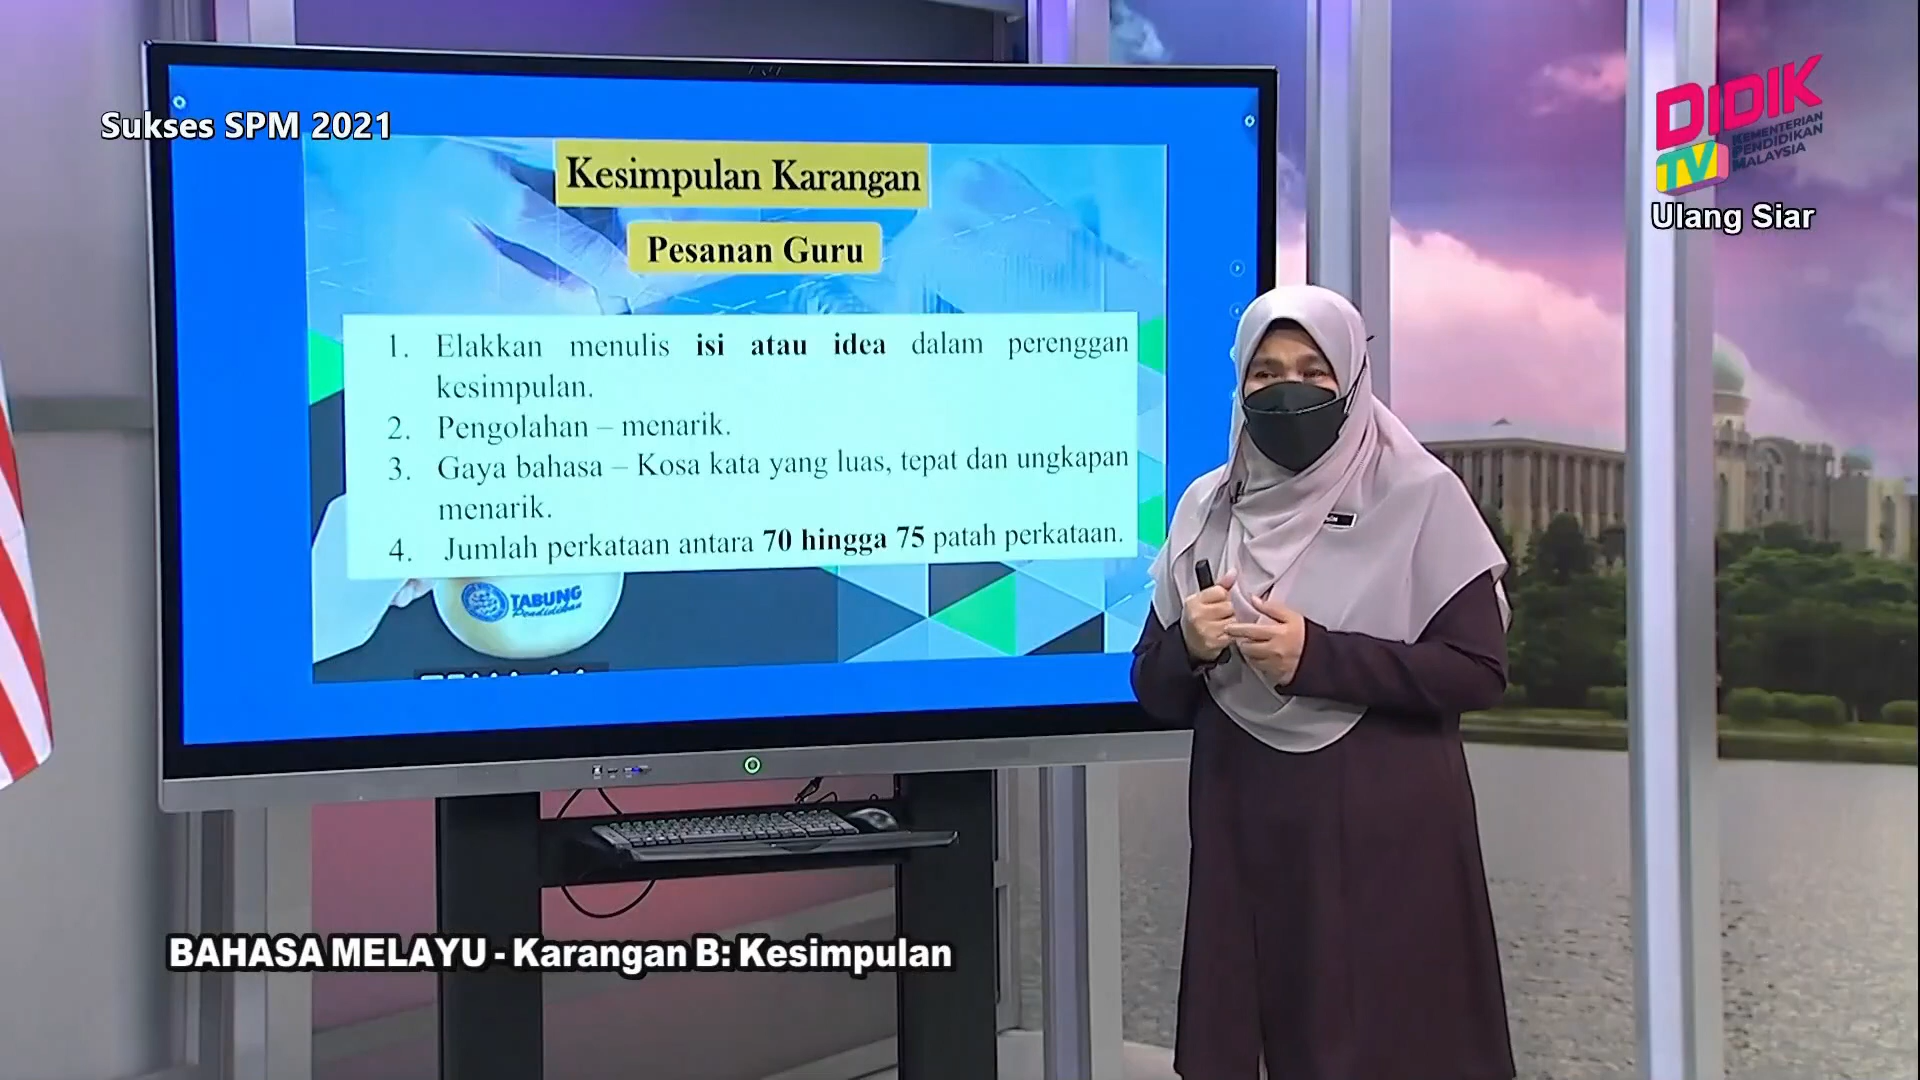 Sukses SPM 2021
DIDIK
TV
KEMENTERIAN
PENDIDIKAN
MALAYSIA
Ulang Siar
Kesimpulan Karangan
Pesanan Guru
1. Elakkan menulis isi atau idea dalam perenggan
kesimpulan.
2. Pengolahan – menarik.
3. Gaya bahasa – Kosa kata yang luas, tepat dan ungkapan
menarik.
4. Jumlah perkataan antara 70 hingga 75 patah perkataan.
TABUNG
Pendidikan
BAHASA MELAYU - Karangan B: Kesimpulan